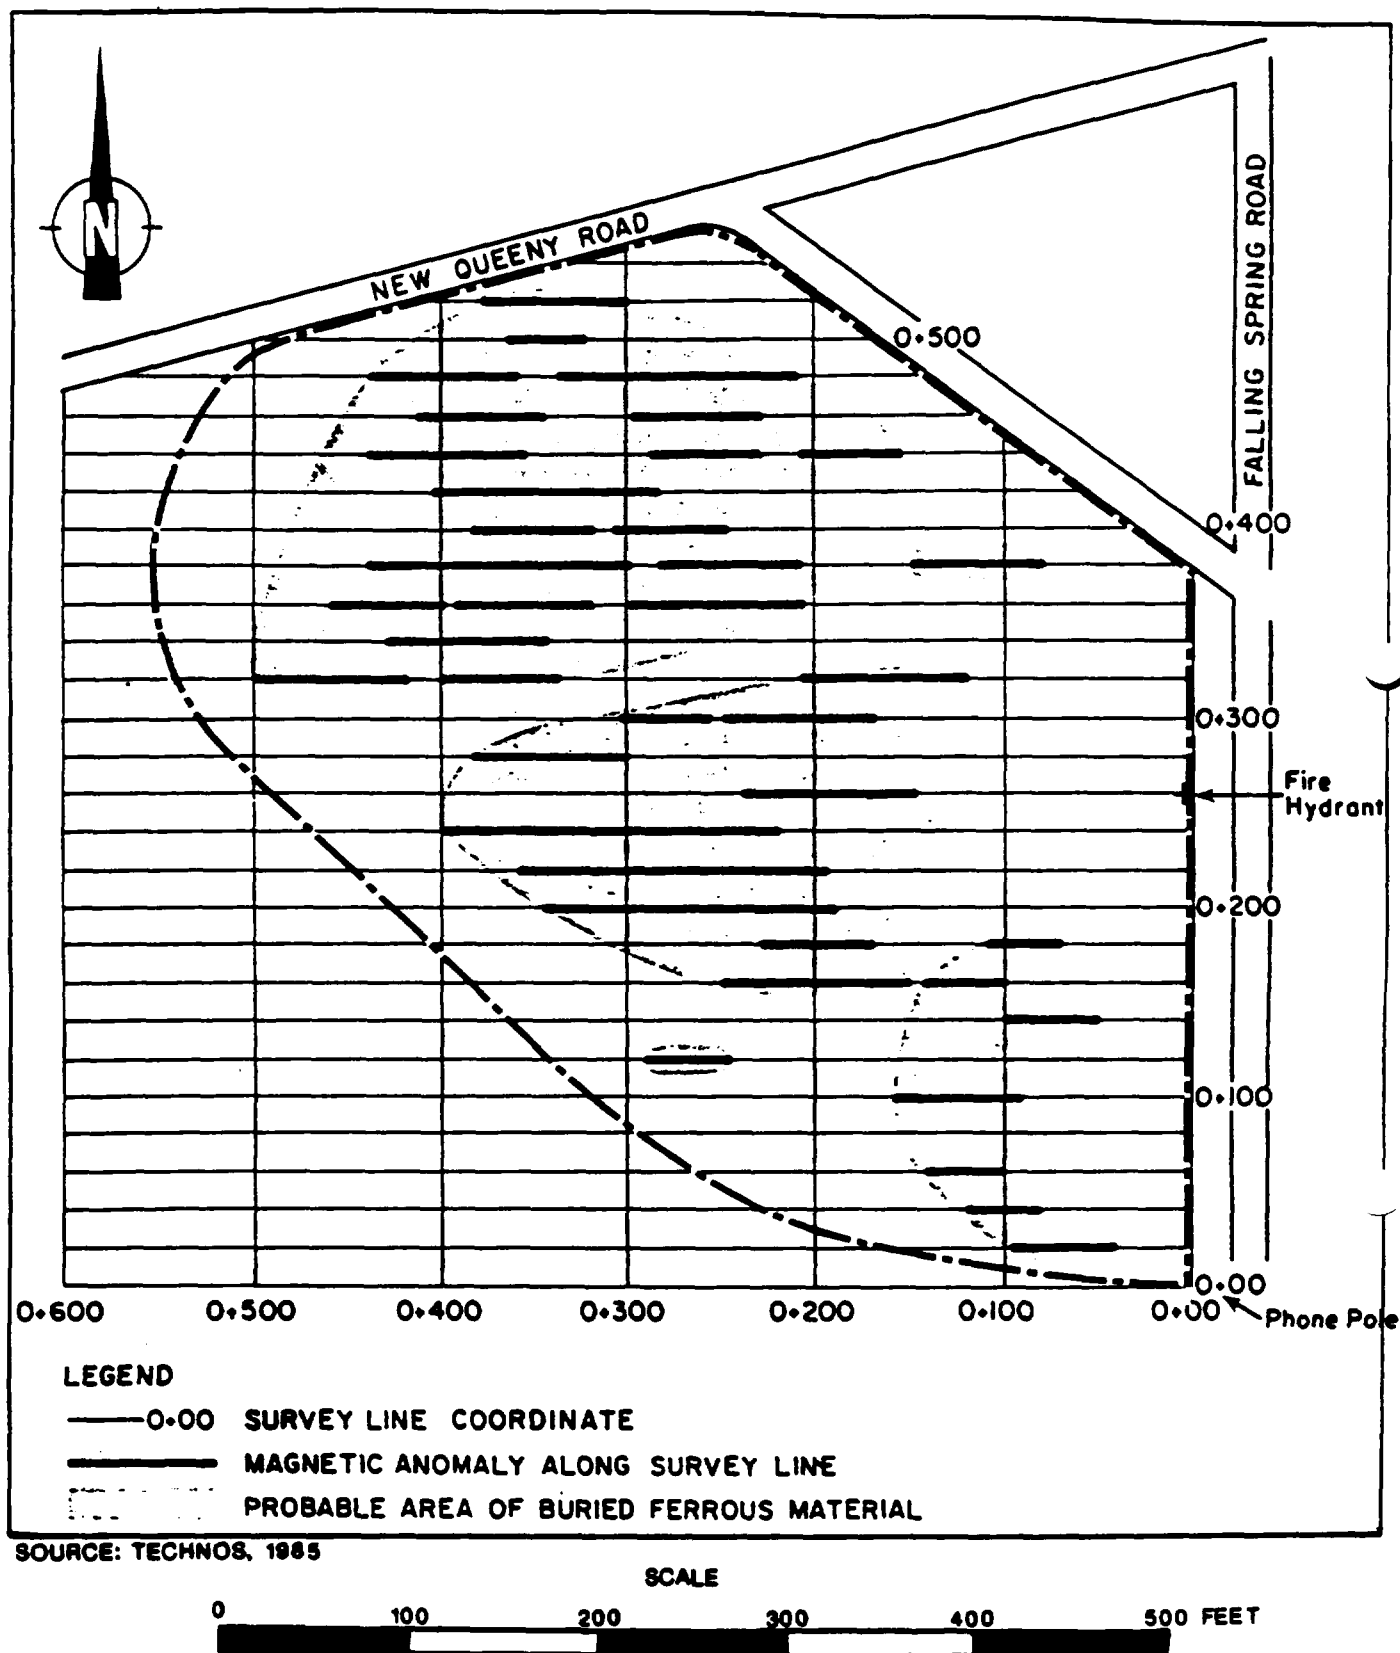 N
NEW QUEENY ROAD
FALLING SPRING ROAD
0+500
0+400
0+300
Fire
Hydrant
0+200
0+100
0+00
0+600 0+500 0+400 0+300 0+200 0+100 0+00
Phone Pole
LEGEND
0+00 SURVEY LINE COORDINATE
MAGNETIC ANOMALY ALONG SURVEY LINE
PROBABLE AREA OF BURIED FERROUS MATERIAL
SOURCE: TECHNOS, 1985
SCALE
0 100 200 300 400 500 FEET